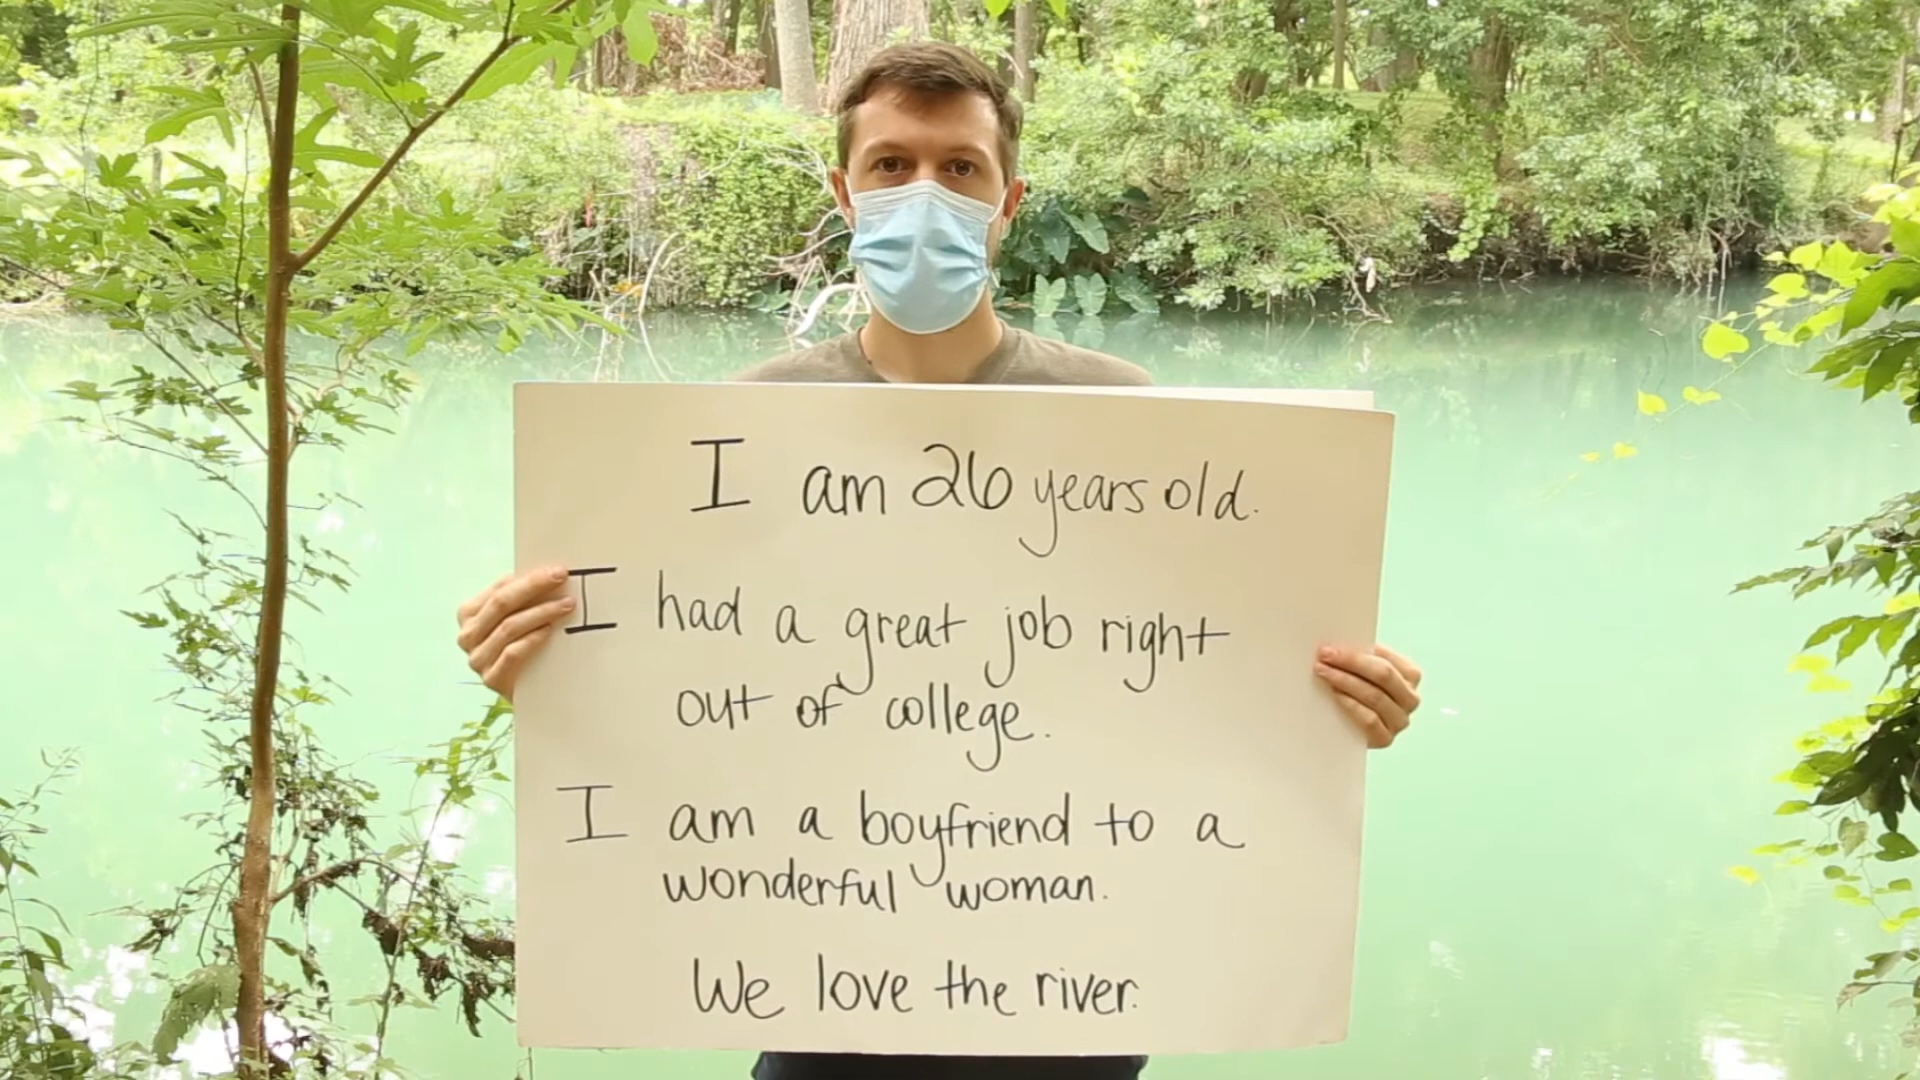 I am 26 years old.
I had a great job right
out of college.
I am a boyfriend to a
wonderful woman.
We love the river.